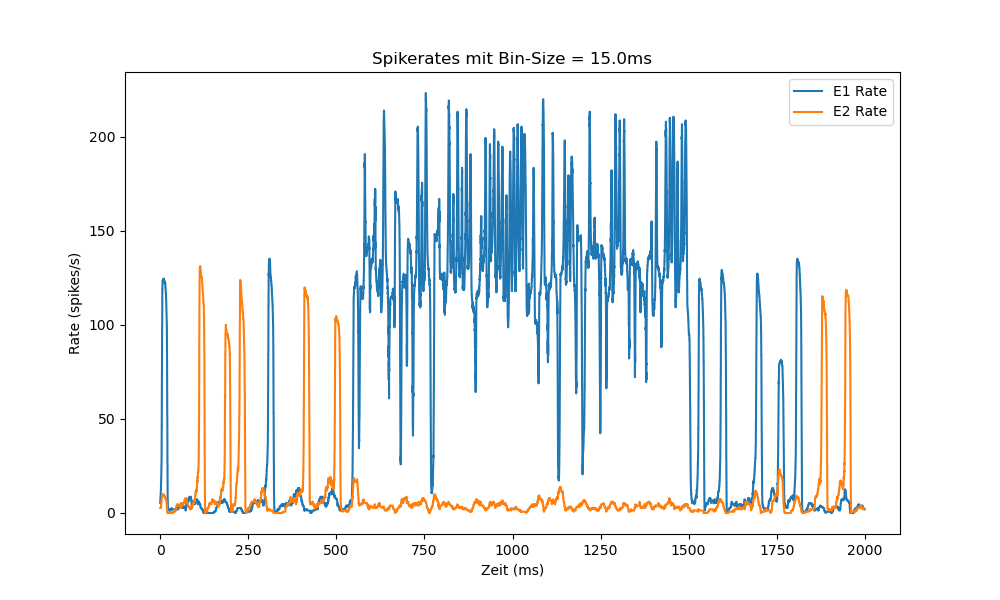 Spikerates mit Bin-Size = 15.0ms
E1 Rate
E2 Rate
200
150
100
50
0
Rate (spikes/s)
0 250 500 750 1000 1250 1500 1750 2000
Zeit (ms)